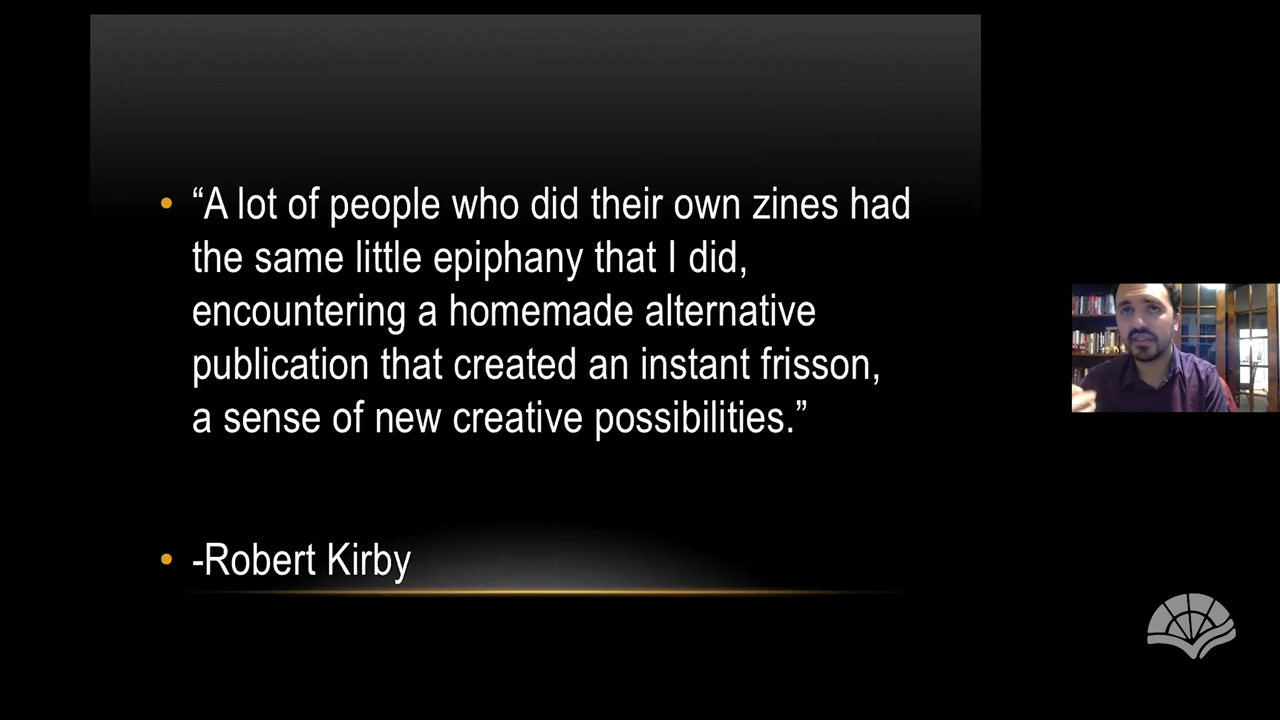 • “A lot of people who did their own zines had
the same little epiphany that I did,
encountering a homemade alternative
publication that created an instant frisson,
a sense of new creative possibilities.”
• -Robert Kirby